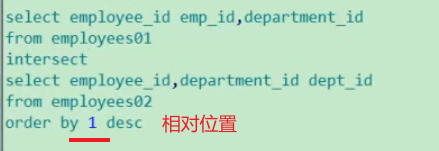 select employee_id emp_id,department_id
from employees01
intersect
select employee_id,department_id dept_id
from employees02
order by 1 desc 相对位置